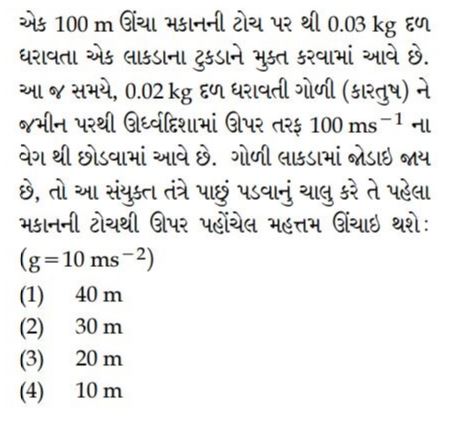 એક 100 m ઊંચા મકાનની ટોચ પર થી 0.03 kg દળ
ધરાવતા એક લાકડાના ટુકડાને મુક્ત કરવામાં આવે છે.
આ જ સમયે, 0.02 kg દળ ધરાવતી ગોળી (કારતુષ) ને
જમીન પરથી ઊર્ધ્વદિશામાં ઊપર તરફ 100 ms⁻¹ ના
વેગ થી છોડવામાં આવે છે. ગોળી લાકડામાં જોડાઇ જાય
છે, તો આ સંયુક્ત તંત્રે પાછું પડવાનું ચાલુ કરે તે પહેલા
મકાનની ટોચથી ઊપર પહોંચેલ મહત્તમ ઊંચાઇ થશે:
(g=10 ms⁻²)
(1) 40 m
(2) 30 m
(3) 20 m
(4) 10 m